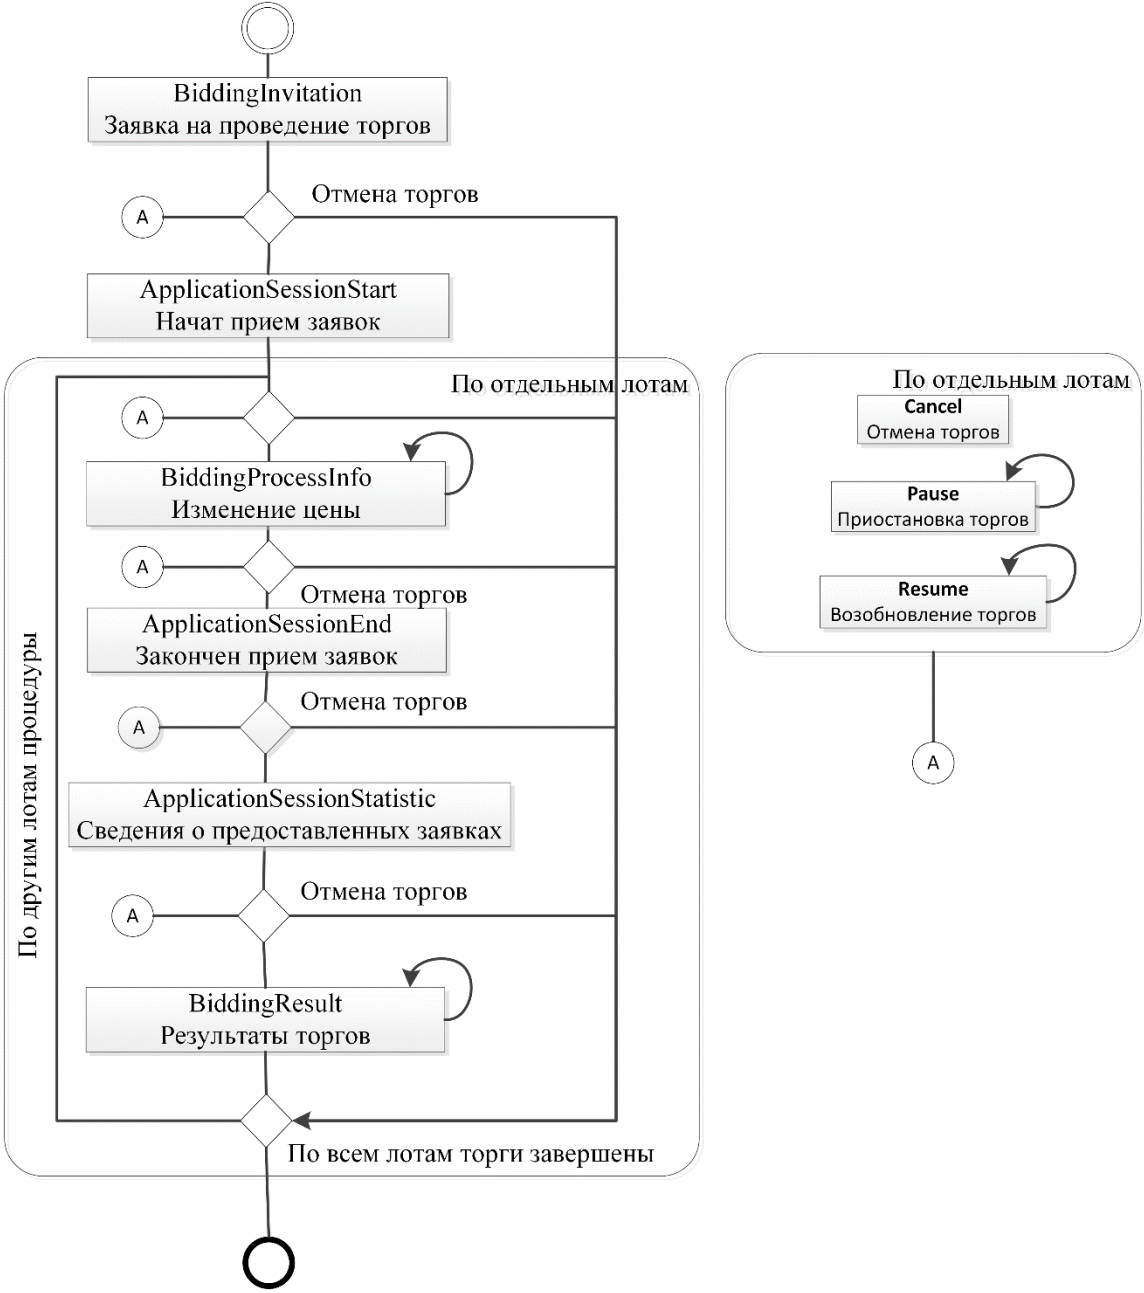 BiddingInvitation
Заявка на проведение торгов
Отмена торгов
A
ApplicationSessionStart
Начат прием заявок
По отдельным лотам
A
BiddingProcessInfo
Изменение цены
A
Отмена торгов
ApplicationSessionEnd
Закончен прием заявок
Отмена торгов
A
ApplicationSessionStatistic
Сведения о предоставленных заявках
Отмена торгов
A
BiddingResult
Результаты торгов
По всем лотам торги завершены
По другим лотам процедуры
По отдельным лотам
Cancel
Отмена торгов
Pause
Приостановка торгов
Resume
Возобновление торгов
A